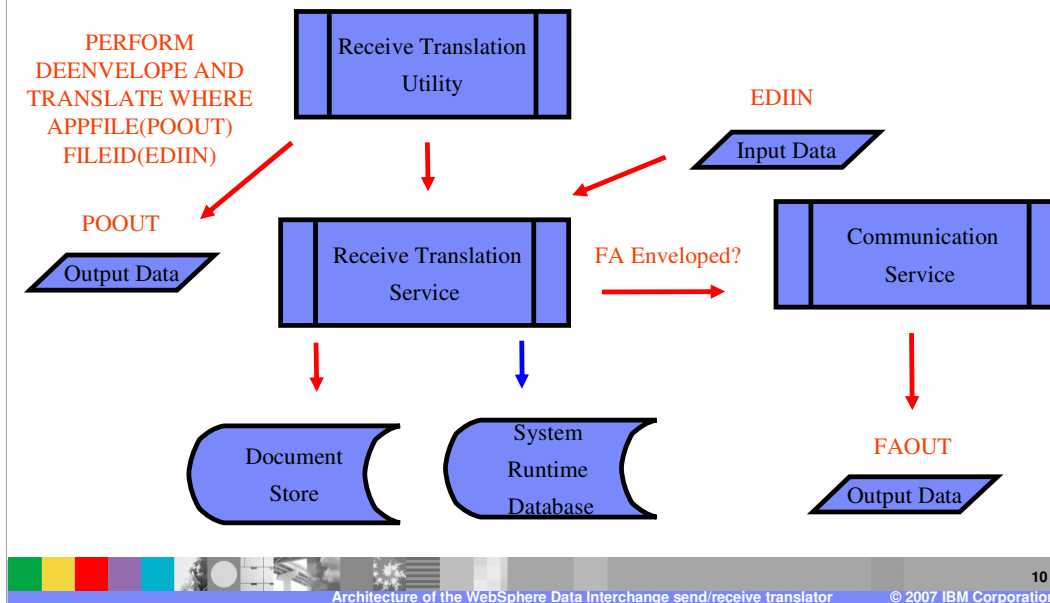 PERFORM
DEENVELOPE AND
TRANSLATE WHERE
APPFILE(POOUT)
FILEID(EDIIN)
Receive Translation
Utility
EDIIN
Input Data
POOUT
Output Data
Receive Translation
Service
FA Enveloped?
Communication
Service
Document
Store
System
Runtime
Database
FAOUT
Output Data
10
Architecture of the WebSphere Data Interchange send/receive translator
© 2007 IBM Corporation